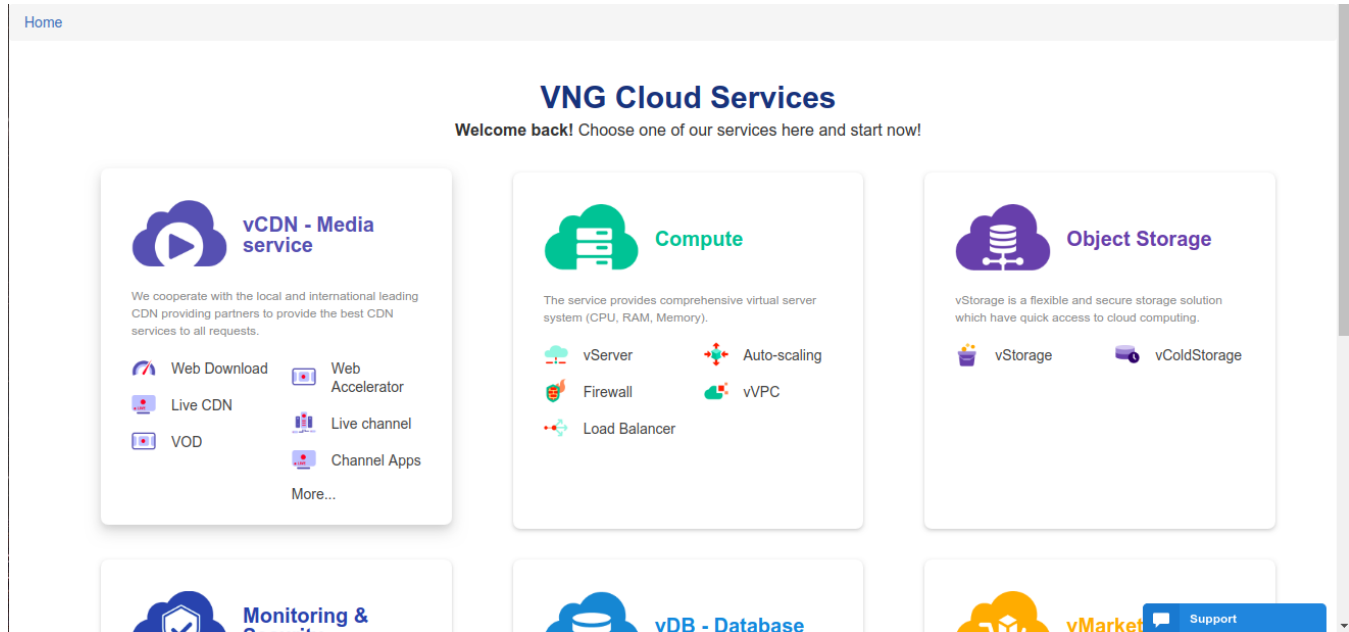 Home
VNG Cloud Services
Welcome back! Choose one of our services here and start now!
vCDN - Media
service
We cooperate with the local and international leading
CDN providing partners to provide the best CDN
services to all requests.
Web Download
Live CDN
VOD
Web
Accelerator
Live channel
Channel Apps
More...
Compute
The service provides comprehensive virtual server
system (CPU, RAM, Memory).
vServer
Auto-scaling
Firewall
vVPC
Load Balancer
Object Storage
vStorage is a flexible and secure storage solution
which have quick access to cloud computing.
vStorage
vColdStorage
Monitoring &
vDB - Database
vMarket
Support